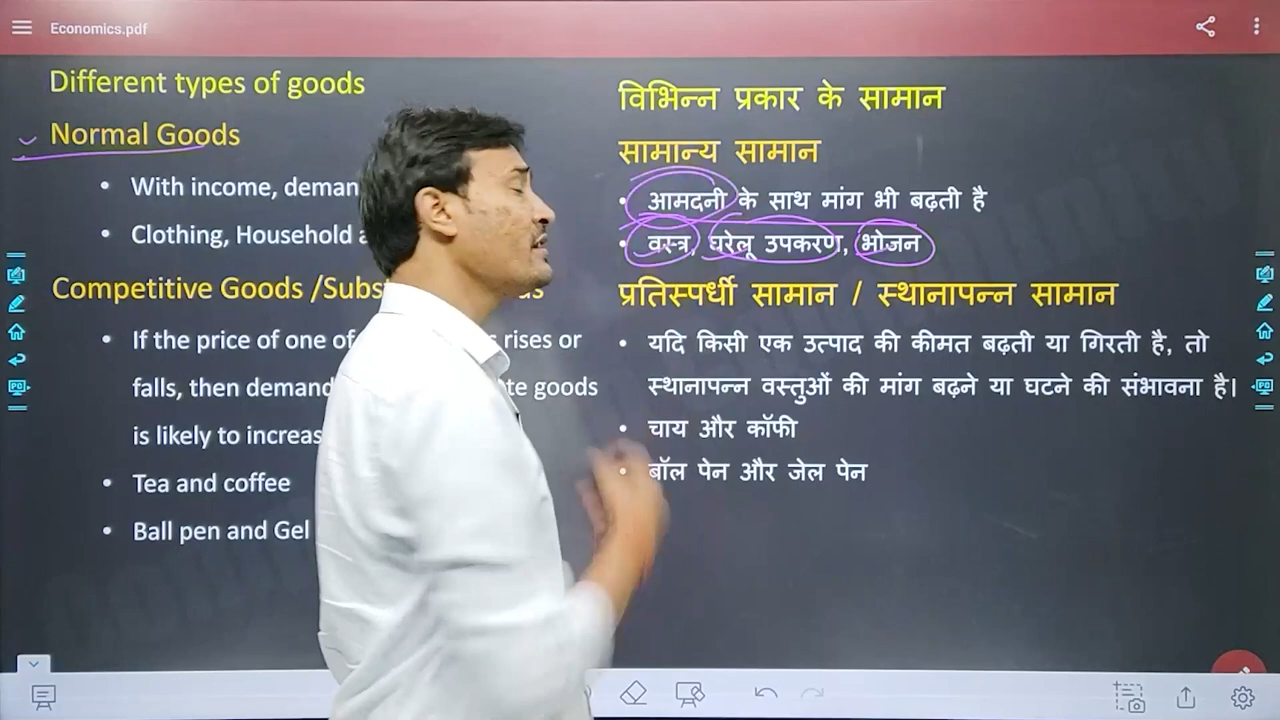 Economics.pdf
Different types of goods
Normal Goods
With income, deman
Clothing, Household
Competitive Goods /Subs
If the price of one of rises or
falls, then demand te goods
is likely to increas
Tea and coffee
Ball pen and Gel
विभिन्न प्रकार के सामान
सामान्य सामान
आमदनी के साथ मांग भी बढ़ती है
वस्त्र, घरेलू उपकरण, भोजन
प्रतिस्पर्धी सामान / स्थानापन्न सामान
यदि किसी एक उत्पाद की कीमत बढ़ती या गिरती है, तो
स्थानापन्न वस्तुओं की मांग बढ़ने या घटने की संभावना है।
चाय और कॉफी
बॉल पेन और जेल पेन